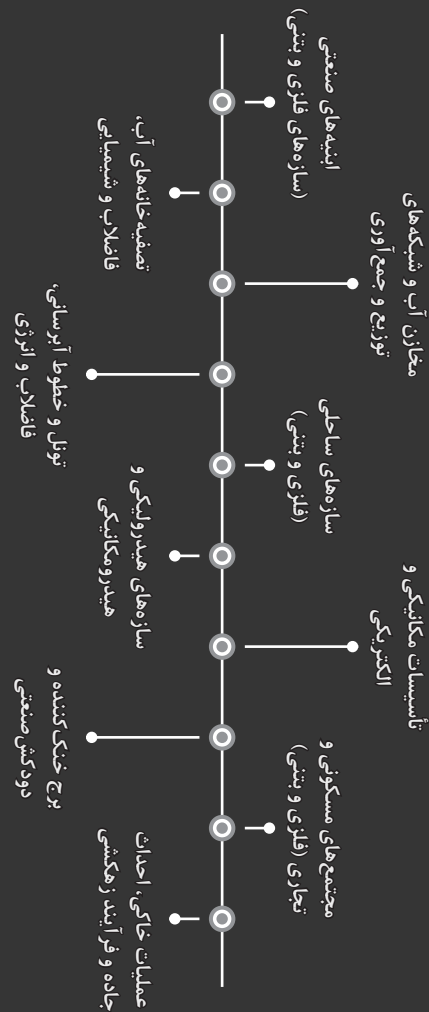 ابنیه‌های صنعتی
(سازه‌های فلزی و بتنی)
تصفیه‌خانه‌های آب،
فاضلاب و شیمیایی
مخازن آب و شبکه‌های
توزیع و جمع‌آوری
تونل و خطوط آبرسانی،
فاضلاب و انرژی
سازه‌های ساحلی
(فلزی و بتنی)
سازه‌های هیدرولیکی و
هیدرومکانیکی
تأسیسات مکانیکی و
الکتریکی
برج خنک‌کننده و
دودکش صنعتی
مجتمع‌های مسکونی و
تجاری (فلزی و بتنی)
عملیات خاکی، احداث
جاده و فرآیند زهکشی